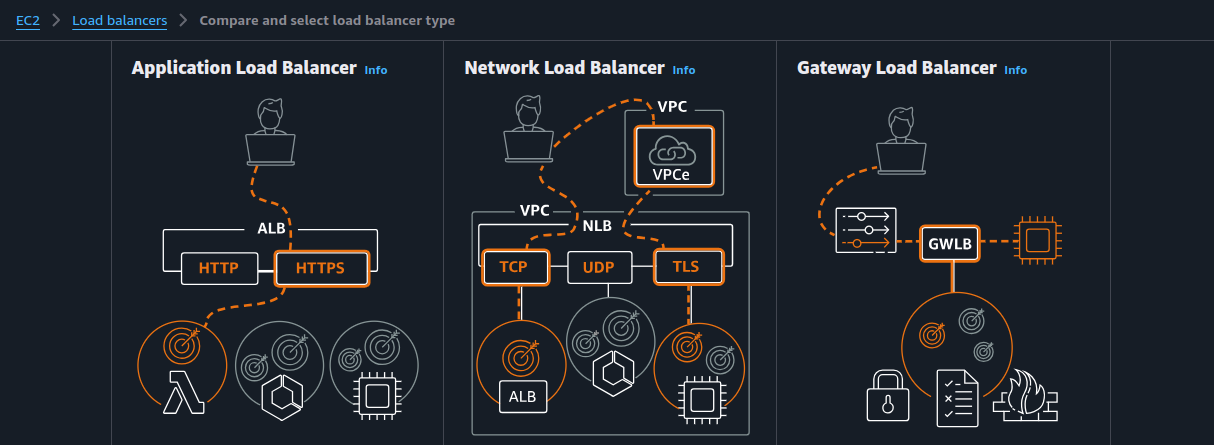 EC2 > Load balancers > Compare and select load balancer type
Application Load Balancer Info
ALB
HTTP
HTTPS
Network Load Balancer Info
VPC
VPCe
VPC
NLB
TCP
UDP
TLS
ALB
Gateway Load Balancer Info
GWLB